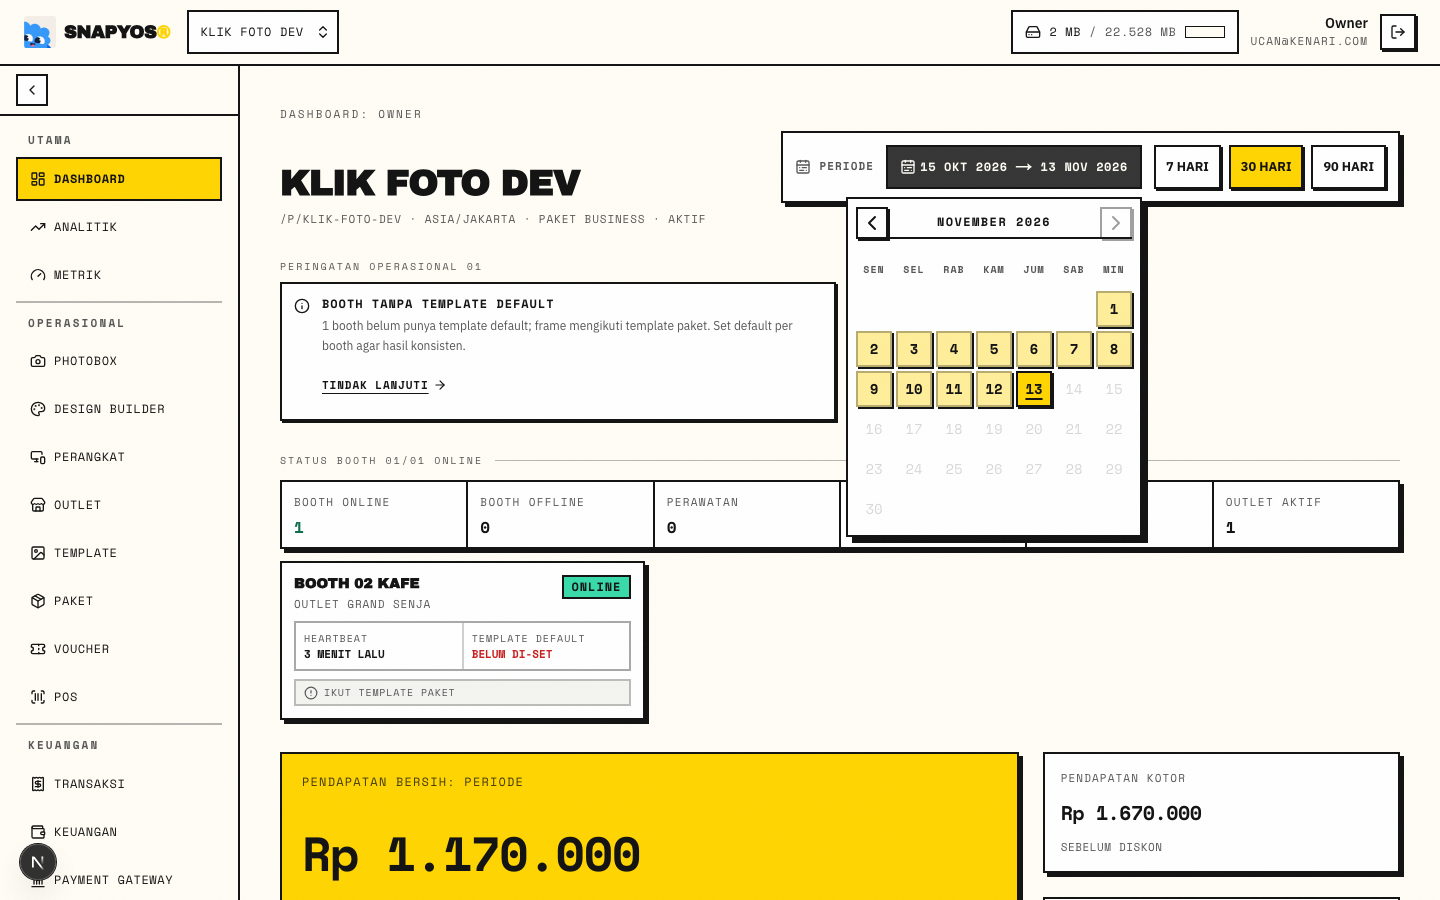 SNAPYOS®
KLIK FOTO DEV
2 MB / 22.528 MB
Owner
UCAN@KENARI.COM
UTAMA
DASHBOARD
ANALITIK
METRIK
OPERASIONAL
PHOTOBOX
DESIGN BUILDER
PERANGKAT
OUTLET
TEMPLATE
PAKET
VOUCHER
POS
KEUANGAN
TRANSAKSI
KEUANGAN
PAYMENT GATEWAY
N
DASHBOARD: OWNER
KLIK FOTO DEV
/P/KLIK-FOTO-DEV · ASIA/JAKARTA · PAKET BUSINESS · AKTIF
PERIODE
15 OKT 2026 → 13 NOV 2026
7 HARI
30 HARI
90 HARI
NOVEMBER 2026
SEN SEL RAB KAM JUM SAB MIN
1
2 3 4 5 6 7 8
9 10 11 12 13 14 15
16 17 18 19 20 21 22
23 24 25 26 27 28 29
30
PERINGATAN OPERASIONAL 01
BOOTH TANPA TEMPLATE DEFAULT
1 booth belum punya template default; frame mengikuti template paket. Set default per
booth agar hasil konsisten.
TINDAK LANJUTI →
STATUS BOOTH 01/01 ONLINE
BOOTH ONLINE
1
BOOTH OFFLINE
0
PERAWATAN
0
OUTLET AKTIF
1
BOOTH 02 KAFE
ONLINE
OUTLET GRAND SENJA
HEARTBEAT
3 MENIT LALU
TEMPLATE DEFAULT
BELUM DI-SET
IKUT TEMPLATE PAKET
PENDAPATAN BERSIH: PERIODE
Rp 1.170.000
PENDAPATAN KOTOR
Rp 1.670.000
SEBELUM DISKON